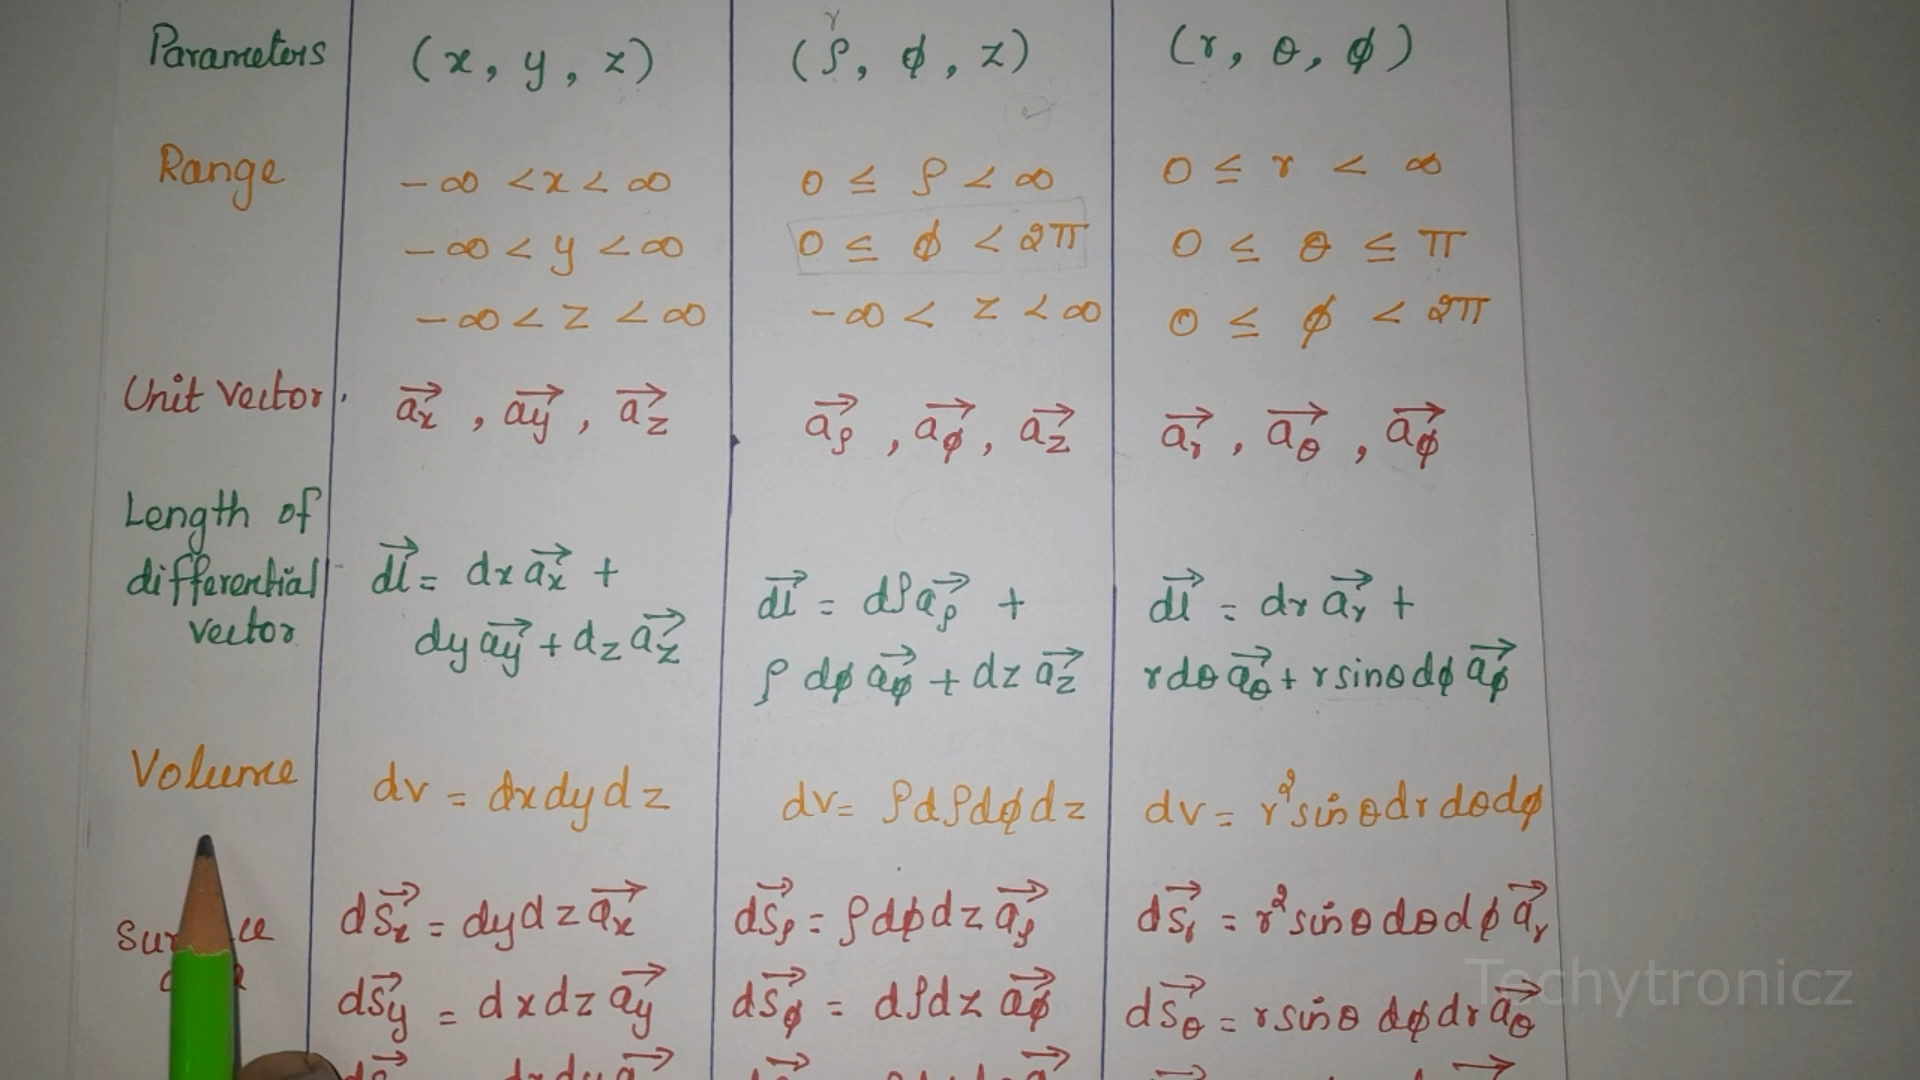 Parameters (x, y, z) (ρ, ϕ, z) (r, θ, ϕ)
r
Range -∞ < x < ∞ 0 ≤ ρ < ∞ 0 ≤ r < ∞
-∞ < y < ∞ 0 ≤ ϕ < 2π 0 ≤ θ ≤ π
-∞ < z < ∞ -∞ < z < ∞ 0 ≤ ϕ < 2π
Unit vector. a⃗x , a⃗y , a⃗z a⃗ρ , a⃗ϕ , a⃗z a⃗r , a⃗θ , a⃗ϕ
Length of
differential d⃗l = dx a⃗x + d⃗l = dρ a⃗ρ + d⃗l = dr a⃗r +
vector dy a⃗y + dz a⃗z ρ dϕ a⃗ϕ + dz a⃗z r dθ a⃗θ + r sinθ dϕ a⃗ϕ
Volume dv = dx dy dz dv = ρ dρ dϕ dz dv = r² sinθ dr dθ dϕ
ds⃗x = dy dz a⃗x ds⃗ρ = ρ dϕ dz a⃗ρ ds⃗r = r² sinθ dθ dϕ a⃗r
ds⃗y = dx dz a⃗y ds⃗ϕ = dρ dz a⃗ϕ ds⃗θ = r sinθ dϕ dr a⃗θ
Techytronicz